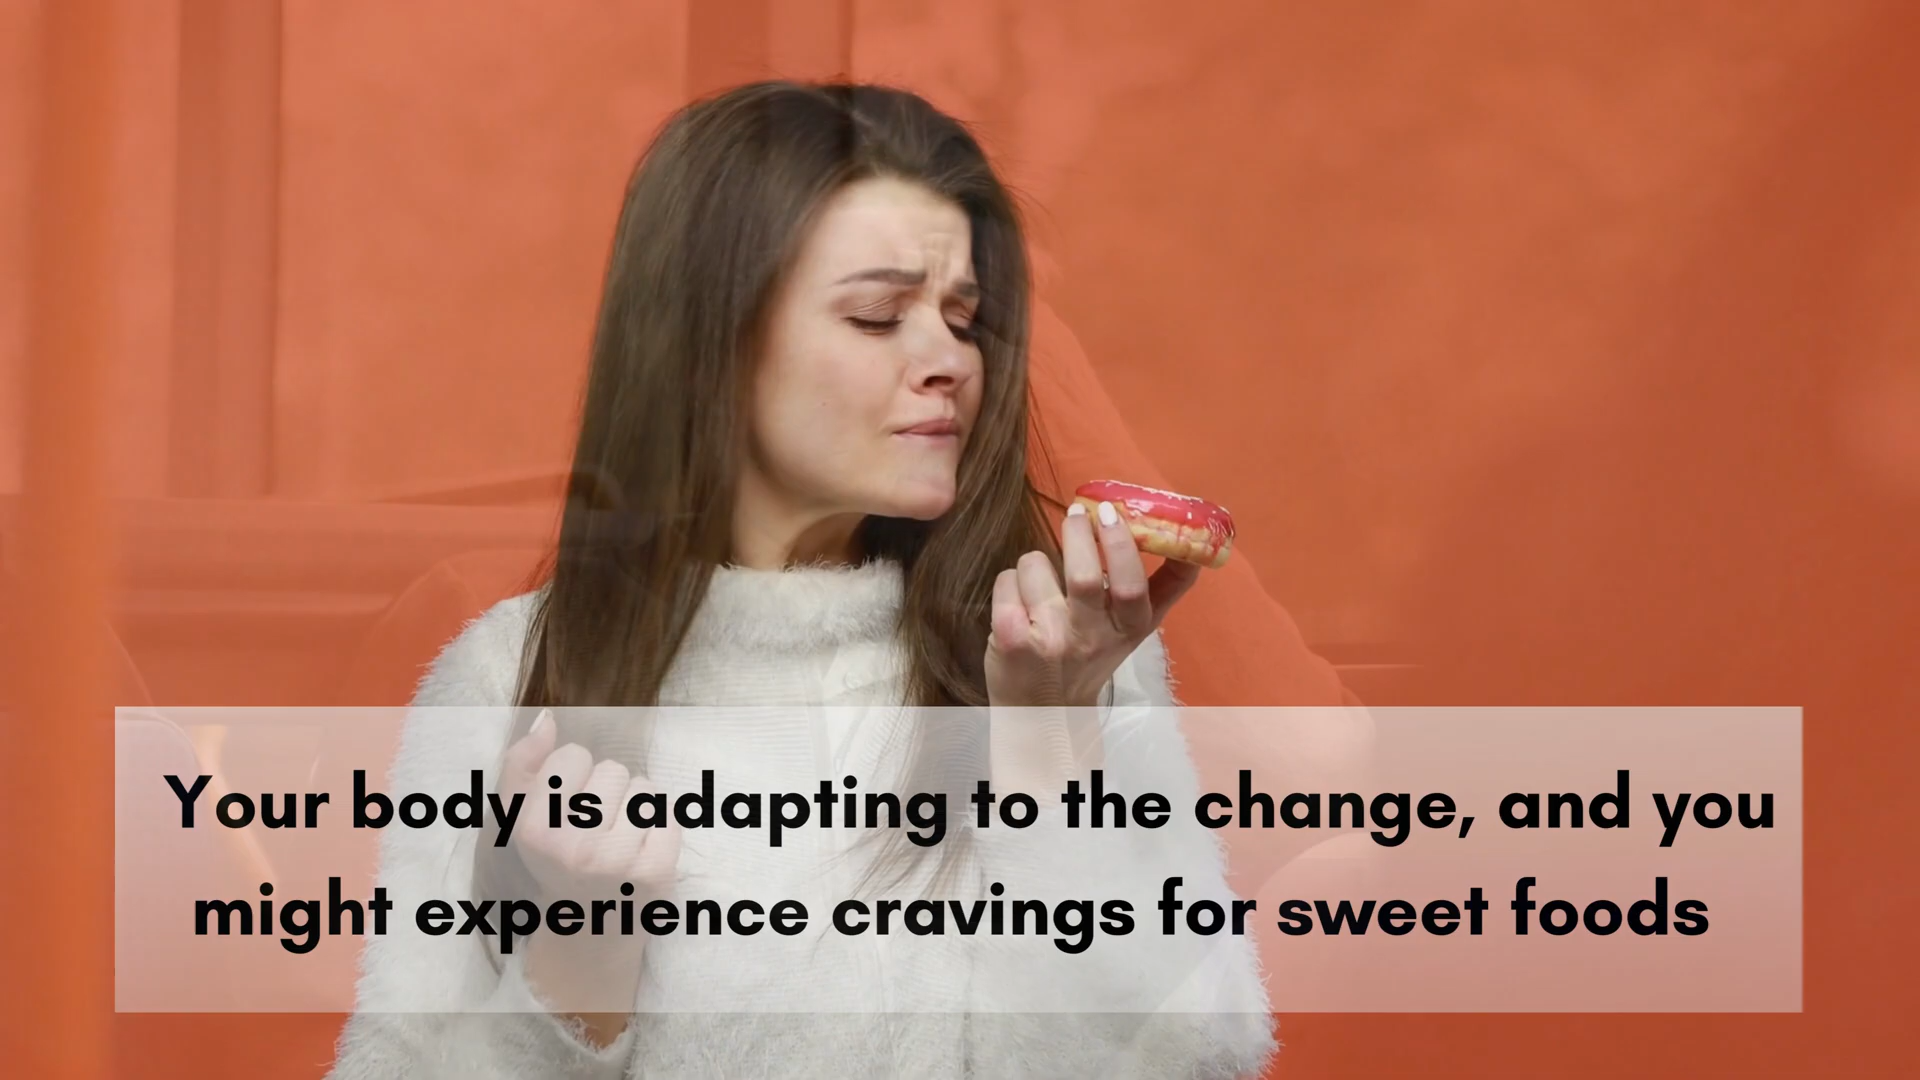 Your body is adapting to the change, and you
might experience cravings for sweet foods